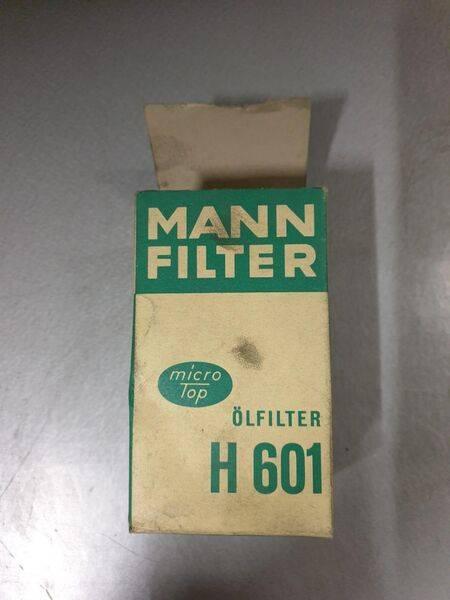 MANN
FILTER
micro
Top
ÖLFILTER
H 601